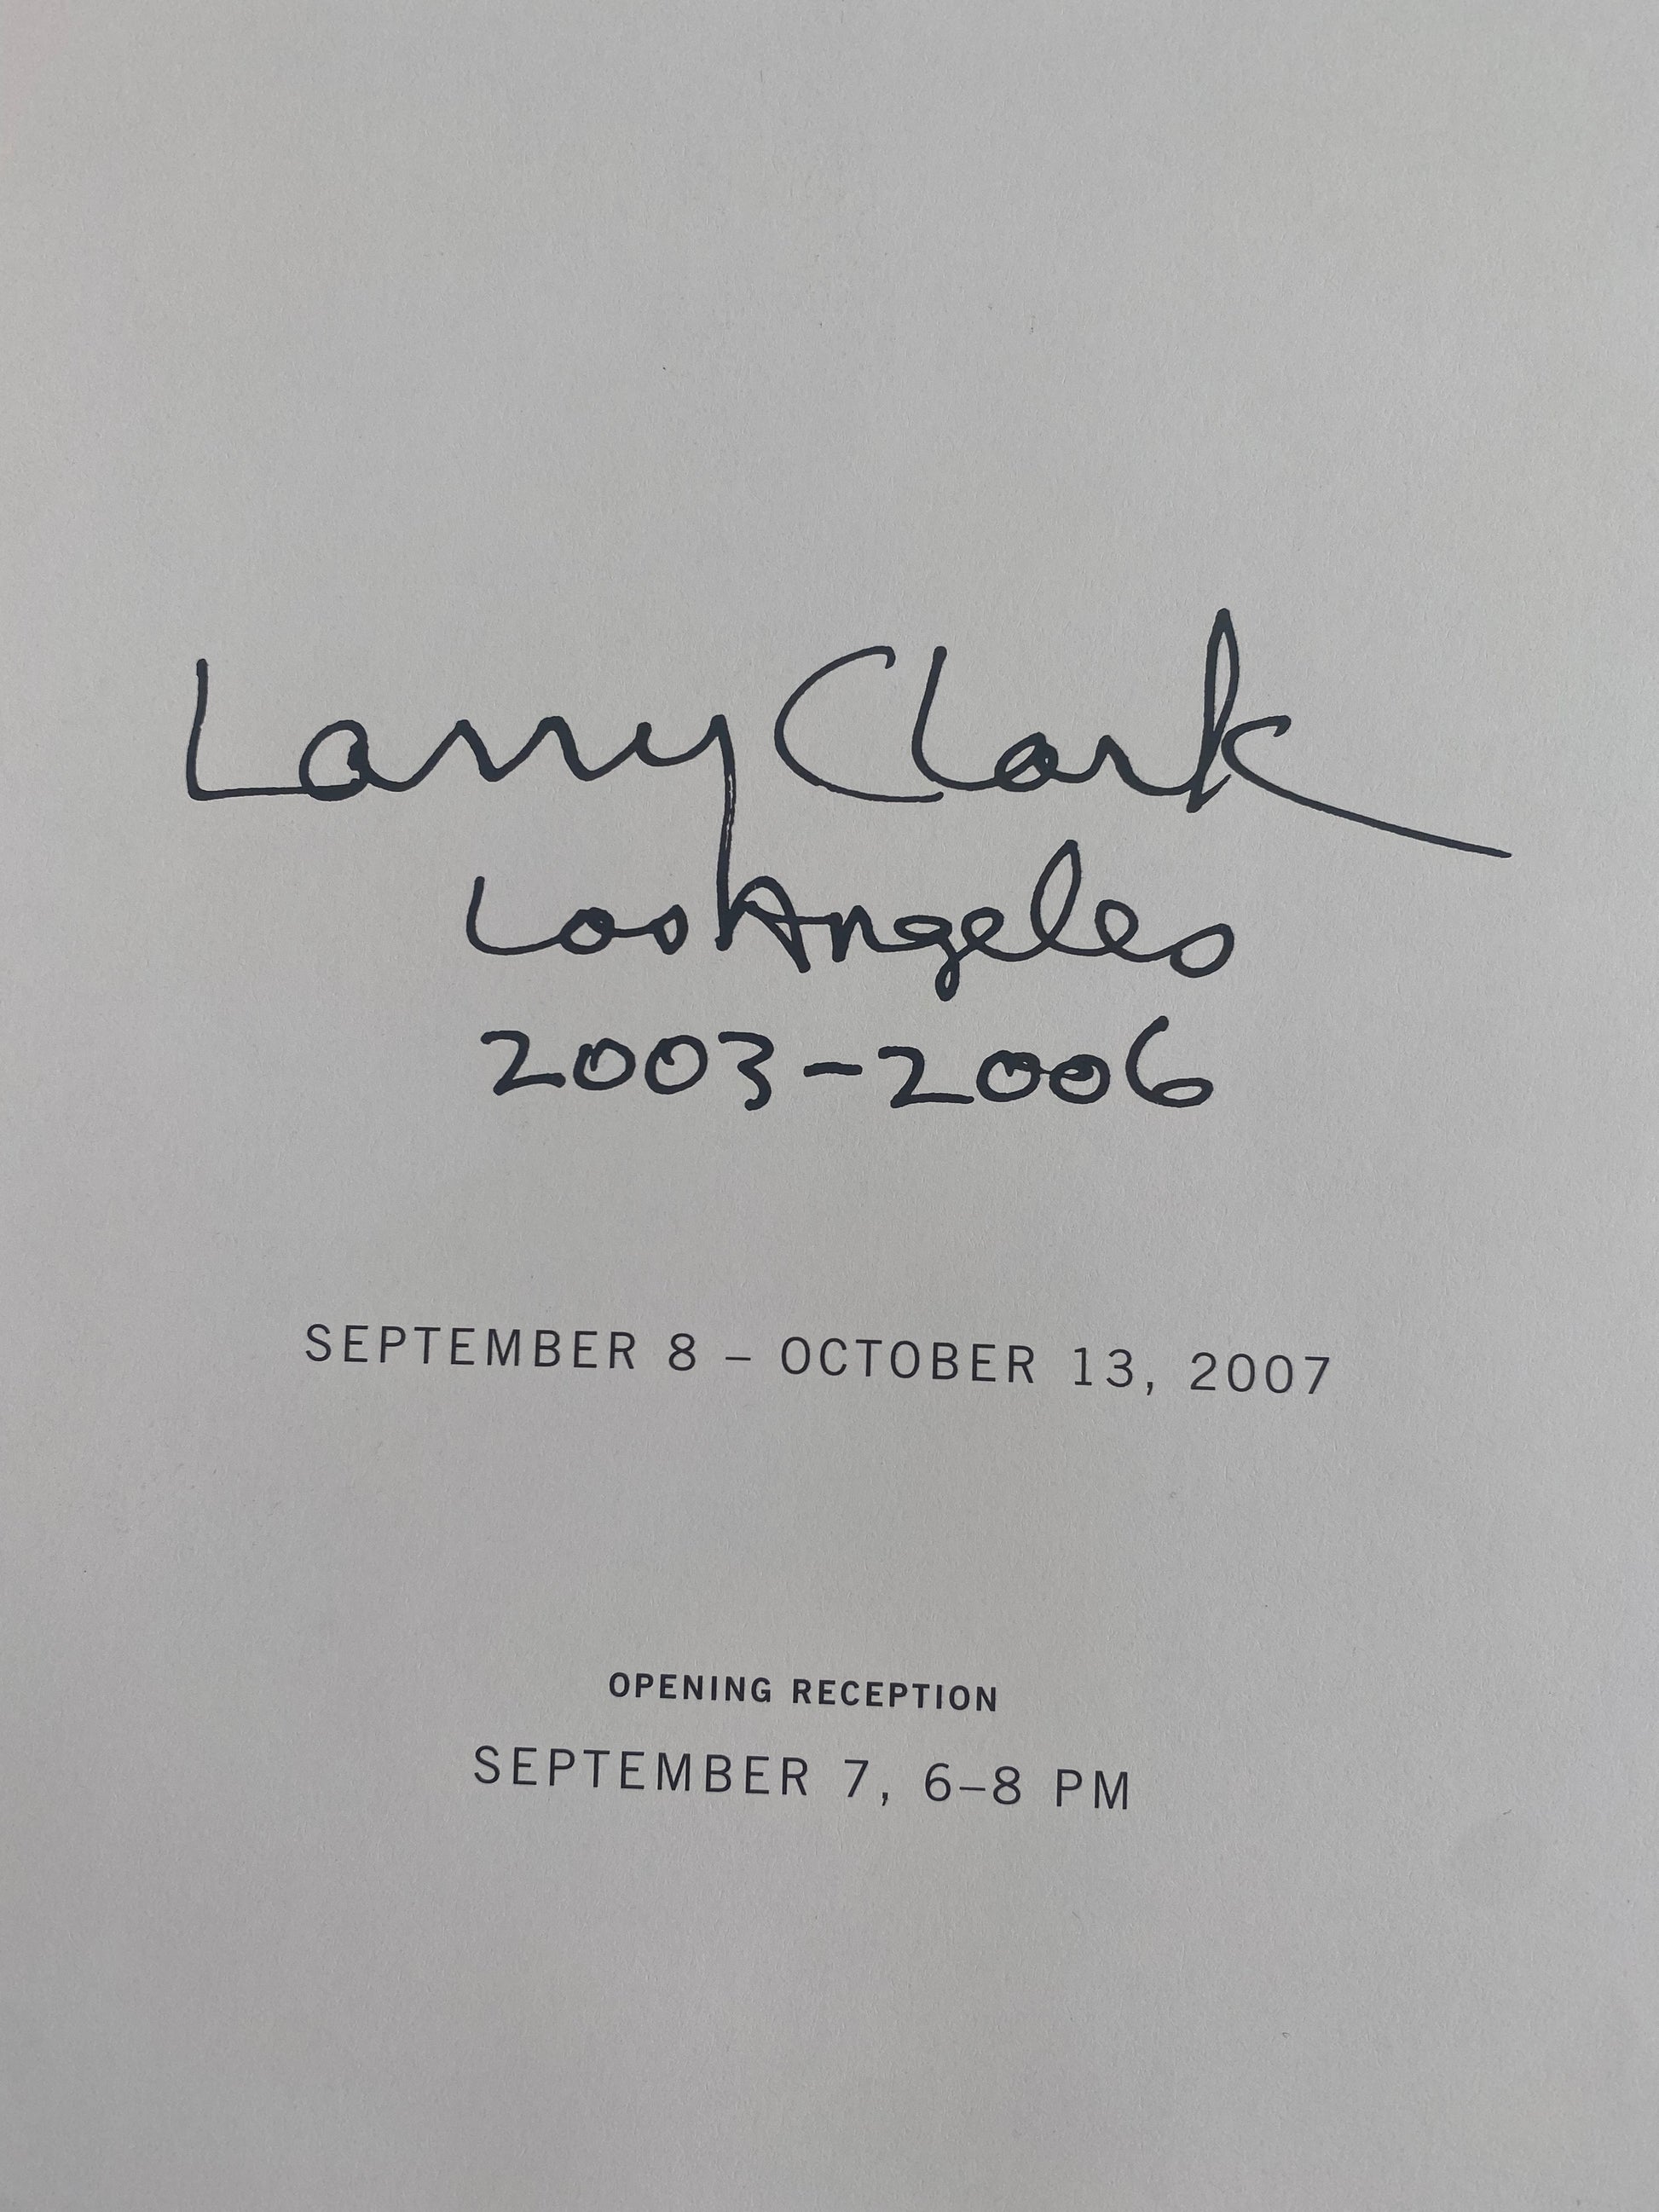 Larry Clark
Los Angeles
2003-2006
SEPTEMBER 8 – OCTOBER 13, 2007
OPENING RECEPTION
SEPTEMBER 7, 6–8 PM